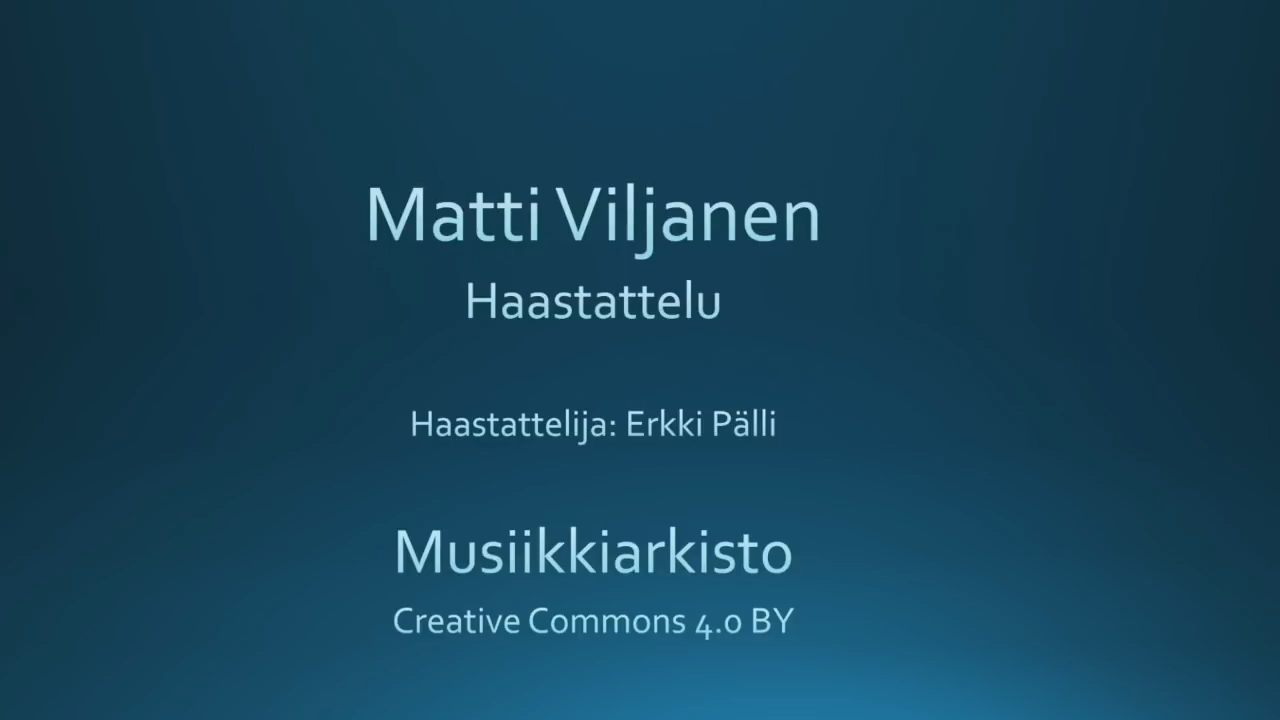 Matti Viljanen
Haastattelu
Haastattelija: Erkki Pälli
Musiikkiarkisto
Creative Commons 4.0 BY